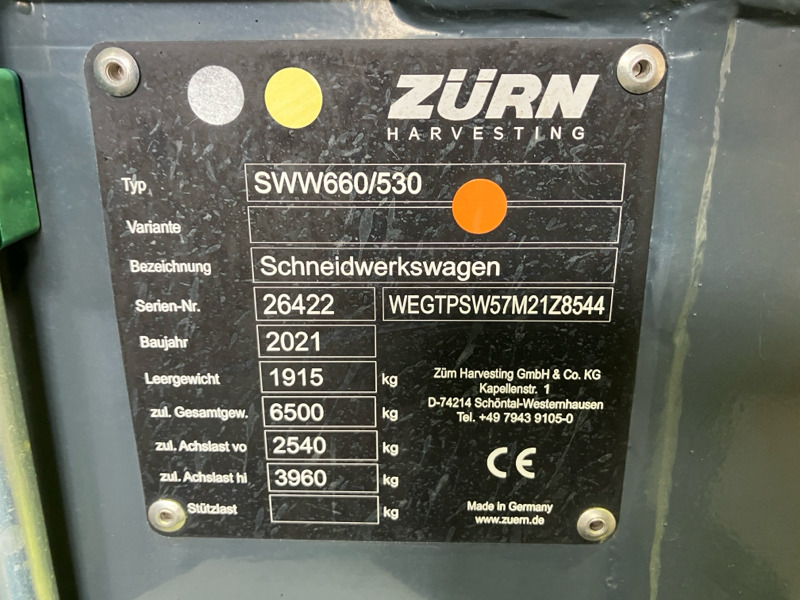 ZÜRN
HARVESTING
Typ SWW660/530
Variante
Bezeichnung Schneidwerkswagen
Serien-Nr. 26422 WEGTPSW57M21Z8544
Baujahr 2021
Leergewicht 1915 kg
zul. Gesamtgew. 6500 kg
zul. Achslast vo 2540 kg
zul. Achslast hi 3960 kg
Stützlast kg
Zürn Harvesting GmbH & Co. KG
Kapellenstr. 1
D-74214 Schöntal-Westernhausen
Tel. +49 7943 9105-0
CE
Made in Germany
www.zuern.de